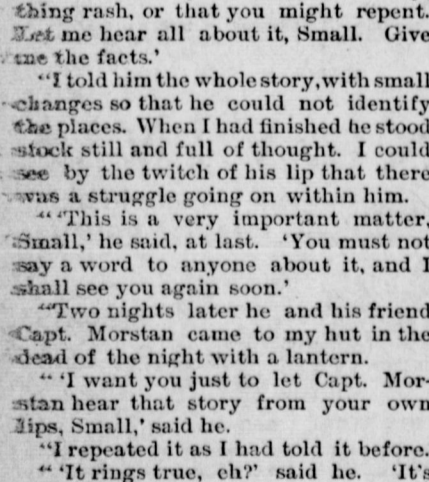 thing rash, or that you might repent.
Let me hear all about it, Small. Give
me the facts.'
"I told him the whole story, with small
changes so that he could not identify
the places. When I had finished he stood
stock still and full of thought. I could
see by the twitch of his lip that there
was a struggle going on within him.
"'This is a very important matter,
Small,' he said, at last. 'You must not
say a word to anyone about it, and I
shall see you again soon.'
"Two nights later he and his friend
Capt. Morstan came to my hut in the
dead of the night with a lantern.
"'I want you just to let Capt. Mor-
stan hear that story from your own
lips, Small,' said he.
"I repeated it as I had told it before.
"'It rings true, eh?' said he. 'It's